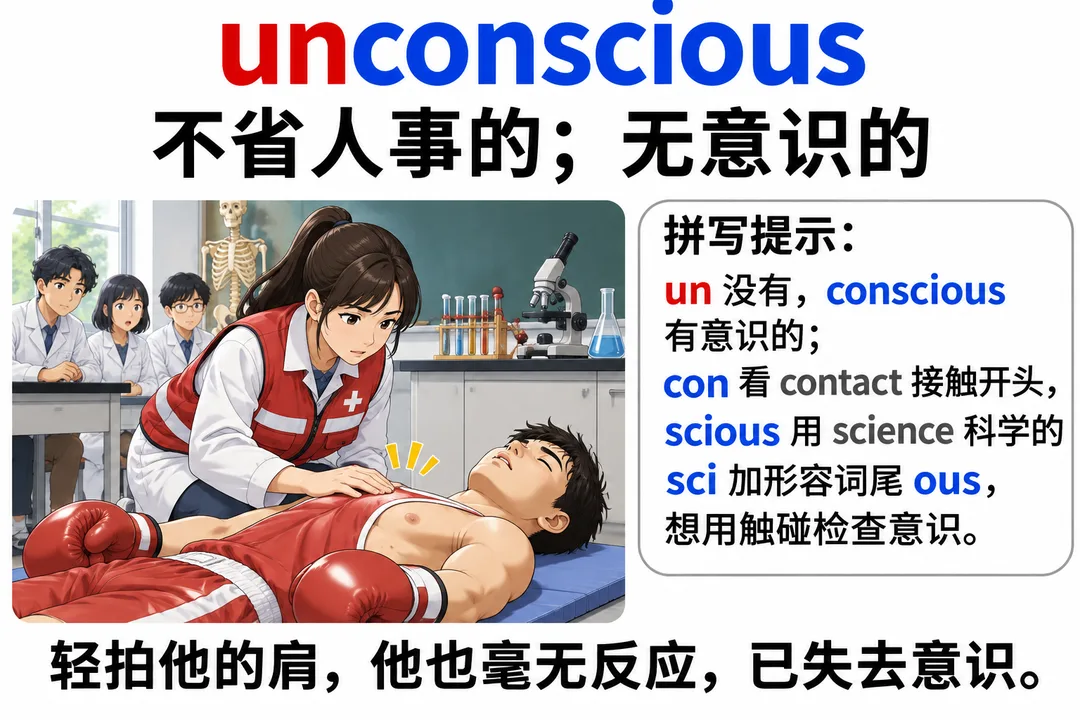 unconscious
不省人事的；无意识的
拼写提示：
un 没有，conscious
有意识的；
con 看 contact 接触开头，
scious 用 science 科学的
sci 加形容词尾 ous，
想用触碰检查意识。
轻拍他的肩，他也毫无反应，已失去意识。